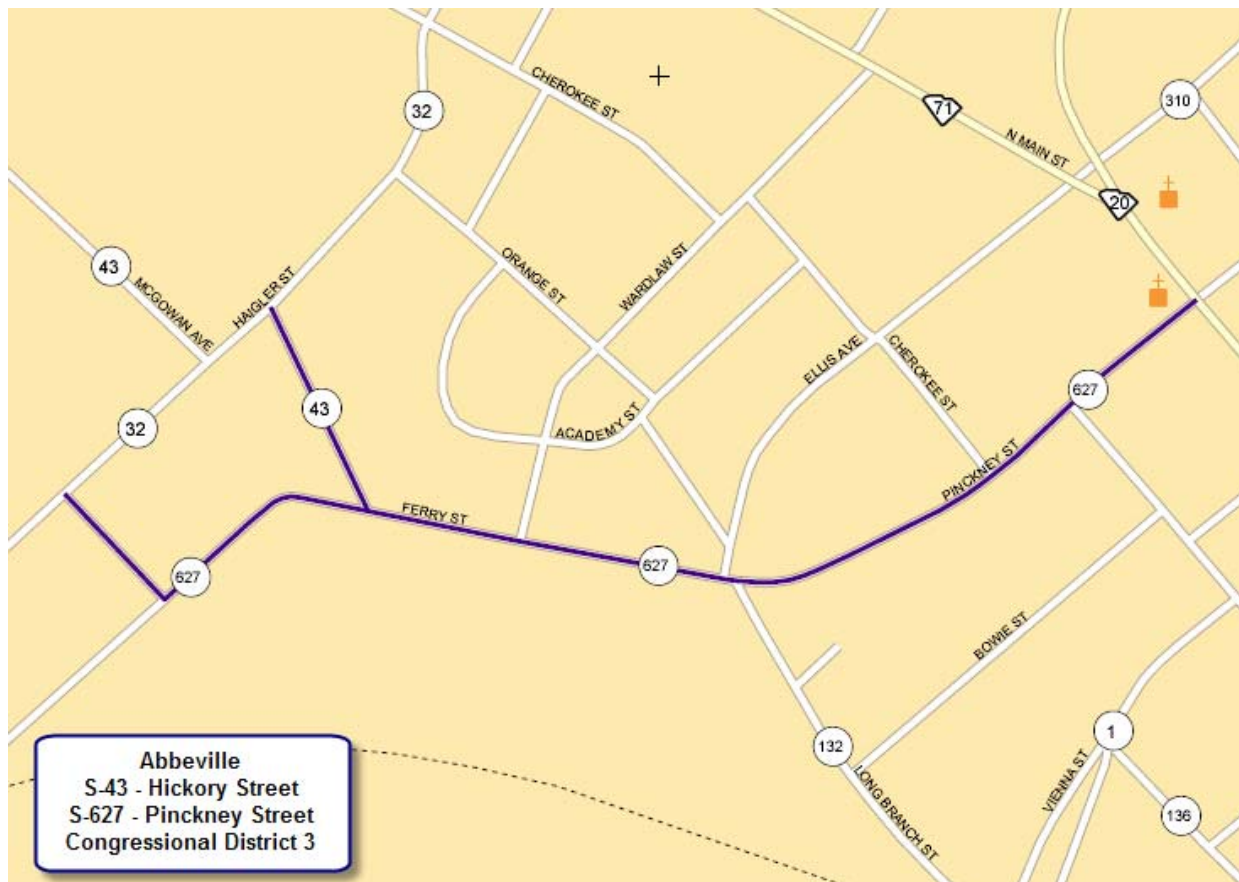 CHEROKEE ST
32
71
310
N MAIN ST
20
43
MCGOWAN AVE
HAIGLER ST
ORANGE ST
WARDLAW ST
ELLIS AVE
CHEROKEE ST
627
43
32
ACADEMY ST
PINCKNEY ST
FERRY ST
627
627
BOWIE ST
132
1
LONG BRANCH ST
VIENNA ST
136
Abbeville
S-43 - Hickory Street
S-627 - Pinckney Street
Congressional District 3